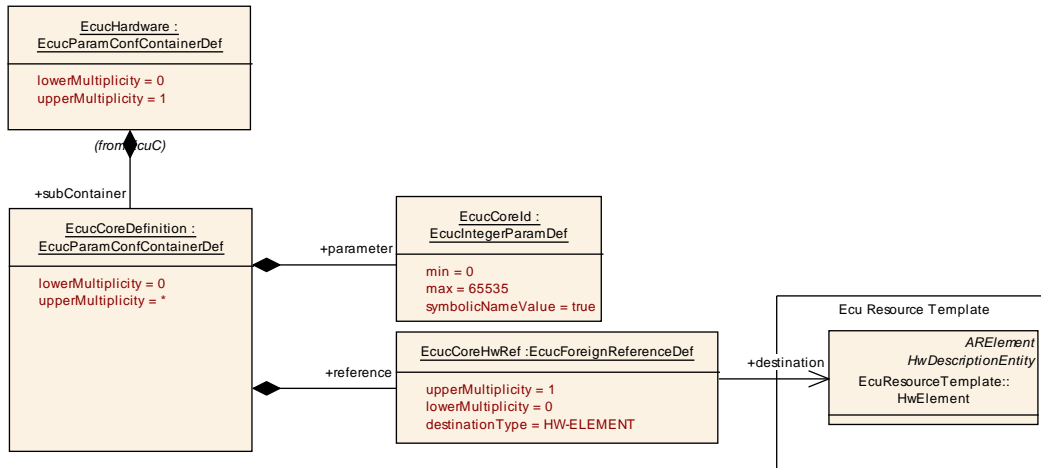 EcucHardware :
EcucParamConfContainerDef
lowerMultiplicity = 0
upperMultiplicity = 1
(from EcuC)
+subContainer
EcucCoreDefinition :
EcucParamConfContainerDef
lowerMultiplicity = 0
upperMultiplicity = *
+parameter
EcucCoreId :
EcucIntegerParamDef
min = 0
max = 65535
symbolicNameValue = true
+reference
EcucCoreHwRef :EcucForeignReferenceDef
upperMultiplicity = 1
lowerMultiplicity = 0
destinationType = HW-ELEMENT
+destination
Ecu Resource Template
ARElement
HwDescriptionEntity
EcuResourceTemplate::
HwElement